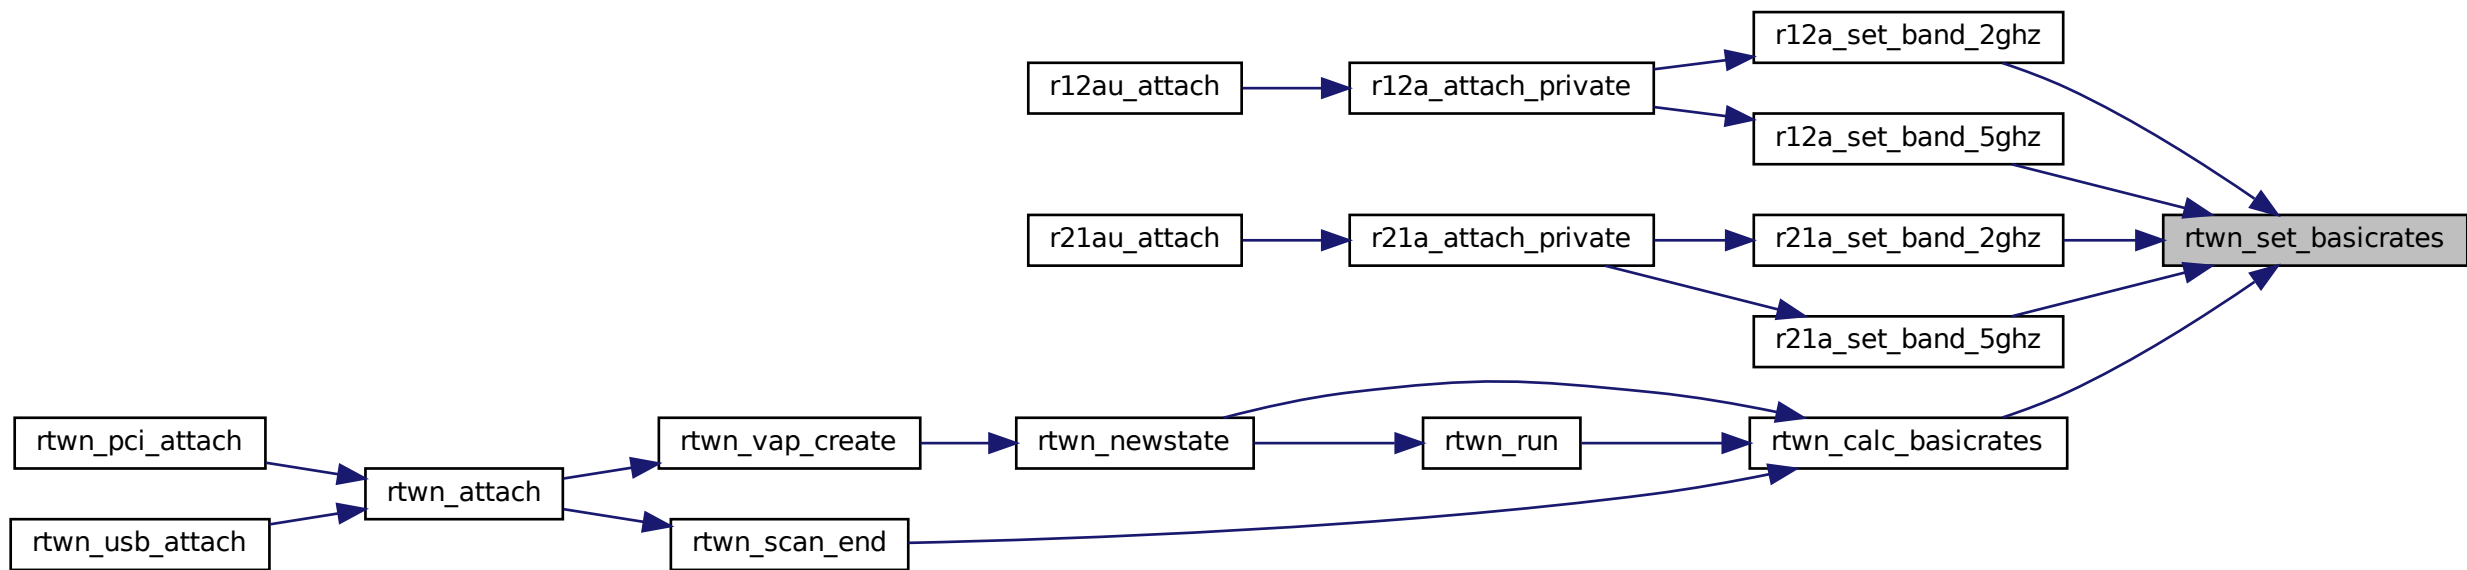 r12a_set_band_2ghz
r12au_attach
r12a_attach_private
r12a_set_band_5ghz
r21au_attach
r21a_attach_private
r21a_set_band_2ghz
rtwn_set_basicrates
r21a_set_band_5ghz
rtwn_pci_attach
rtwn_vap_create
rtwn_newstate
rtwn_run
rtwn_calc_basicrates
rtwn_attach
rtwn_usb_attach
rtwn_scan_end